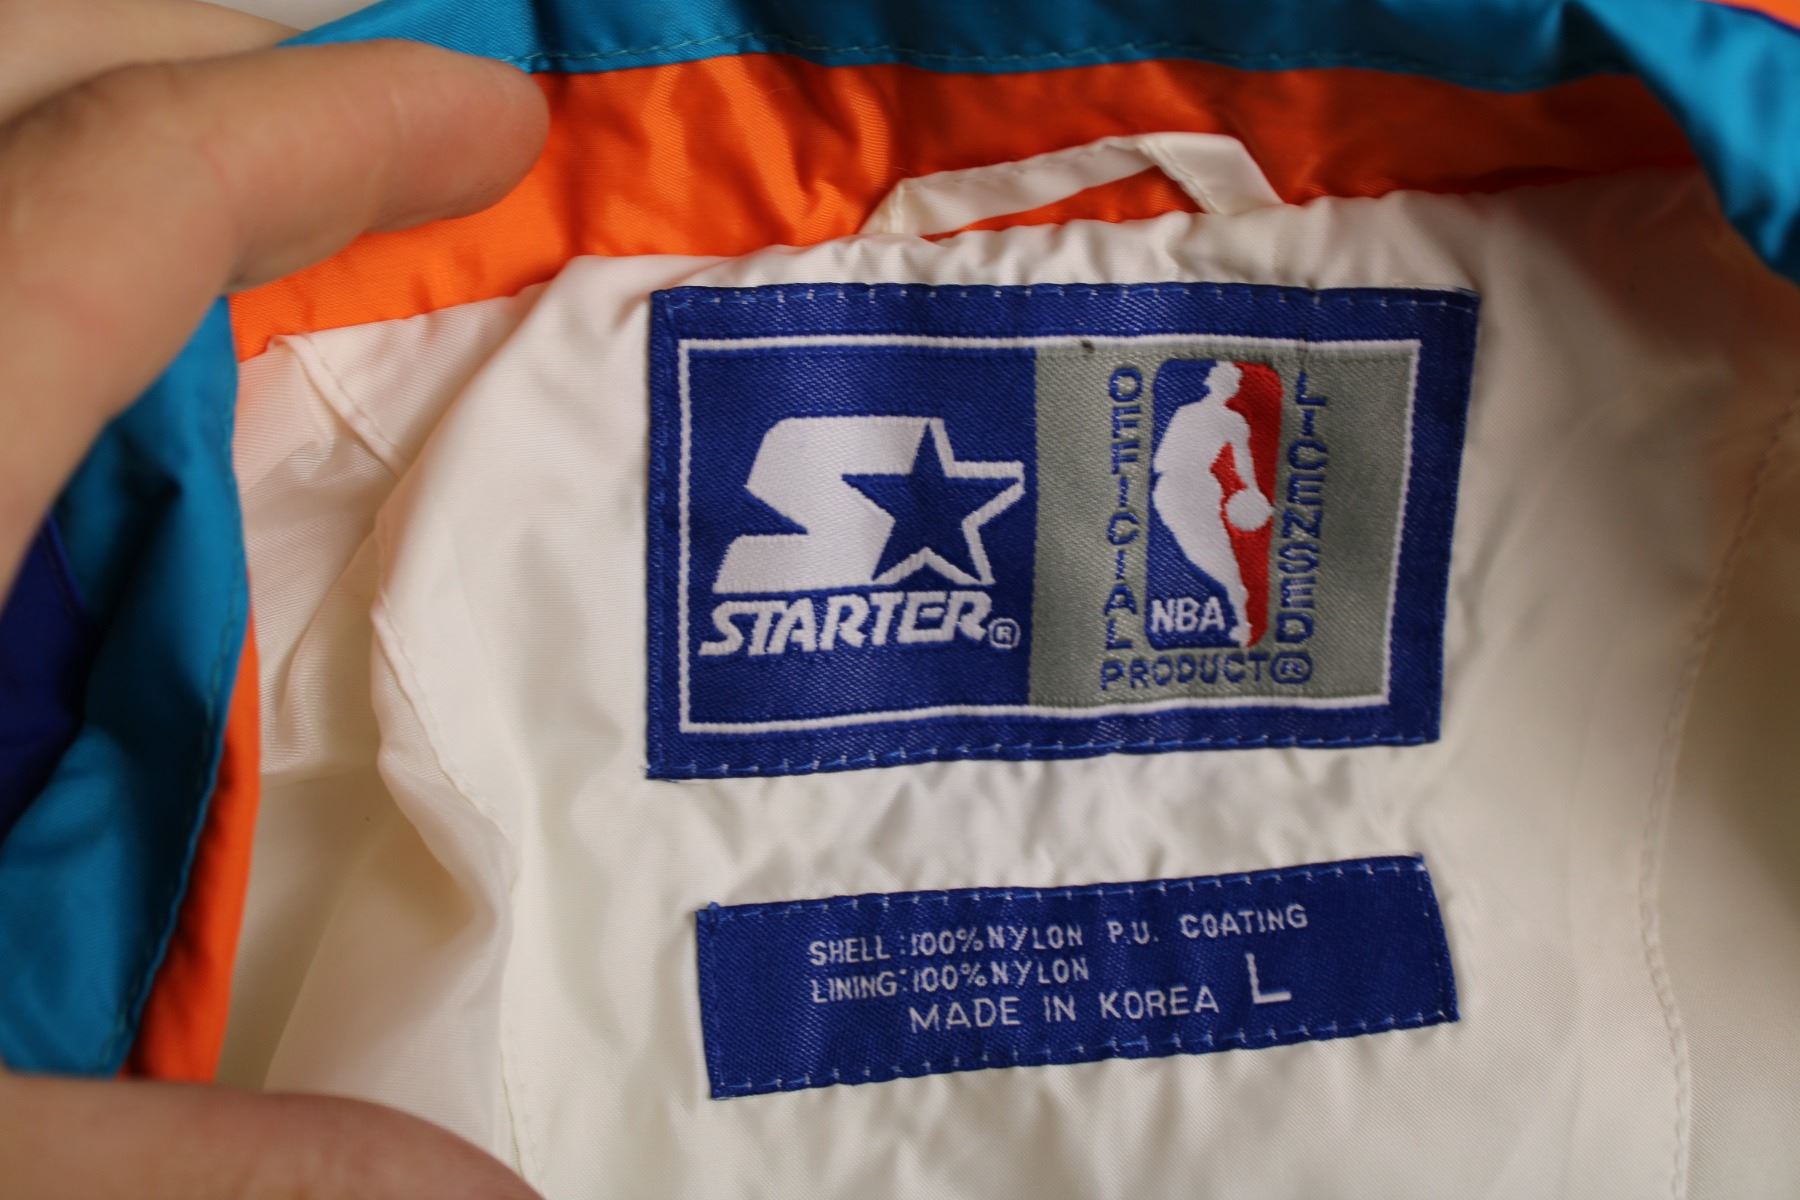 STARTER®
OFFICIAL
LICENSED
NBA
PRODUCT®
SHELL:100%NYLON P.U. COATING
LINING:100%NYLON
MADE IN KOREA L